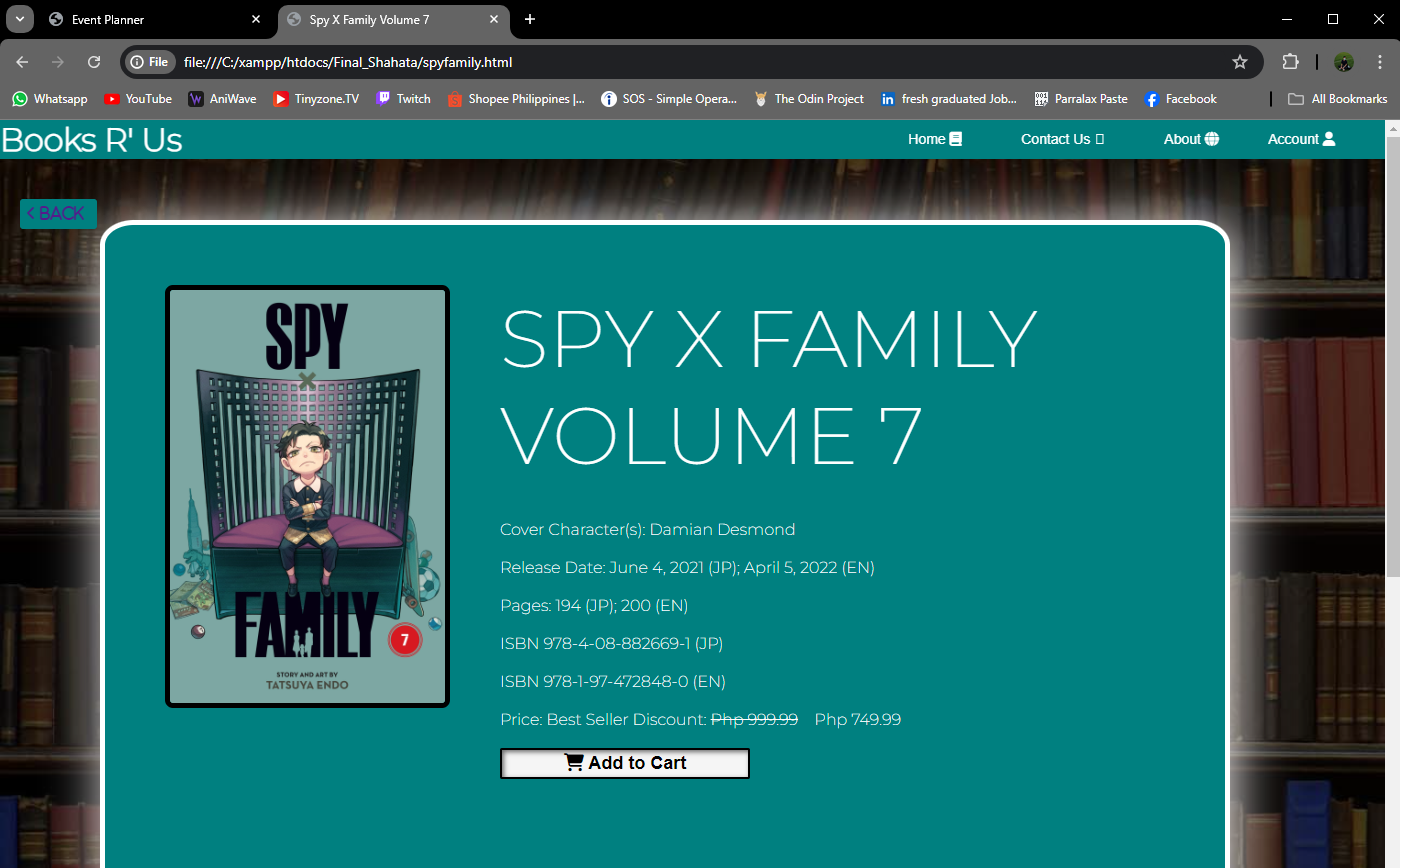 Event Planner
Spy X Family Volume 7
File
file:///C:/xampp/htdocs/Final_Shahata/spyfamily.html
Whatsapp
YouTube
AniWave
Tinyzone.TV
Twitch
Shopee Philippines |...
SOS - Simple Opera...
The Odin Project
fresh graduated Job...
Parralax Paste
Facebook
All Bookmarks
Books R' Us
Home
Contact Us
About
Account
BACK
SPY
×
FAMILY
7
STORY AND ART BY
TATSUYA ENDO
SPY X FAMILY
VOLUME 7
Cover Character(s): Damian Desmond
Release Date: June 4, 2021 (JP); April 5, 2022 (EN)
Pages: 194 (JP); 200 (EN)
ISBN 978-4-08-882669-1 (JP)
ISBN 978-1-97-472848-0 (EN)
Price: Best Seller Discount: Php 999.99 Php 749.99
Add to Cart